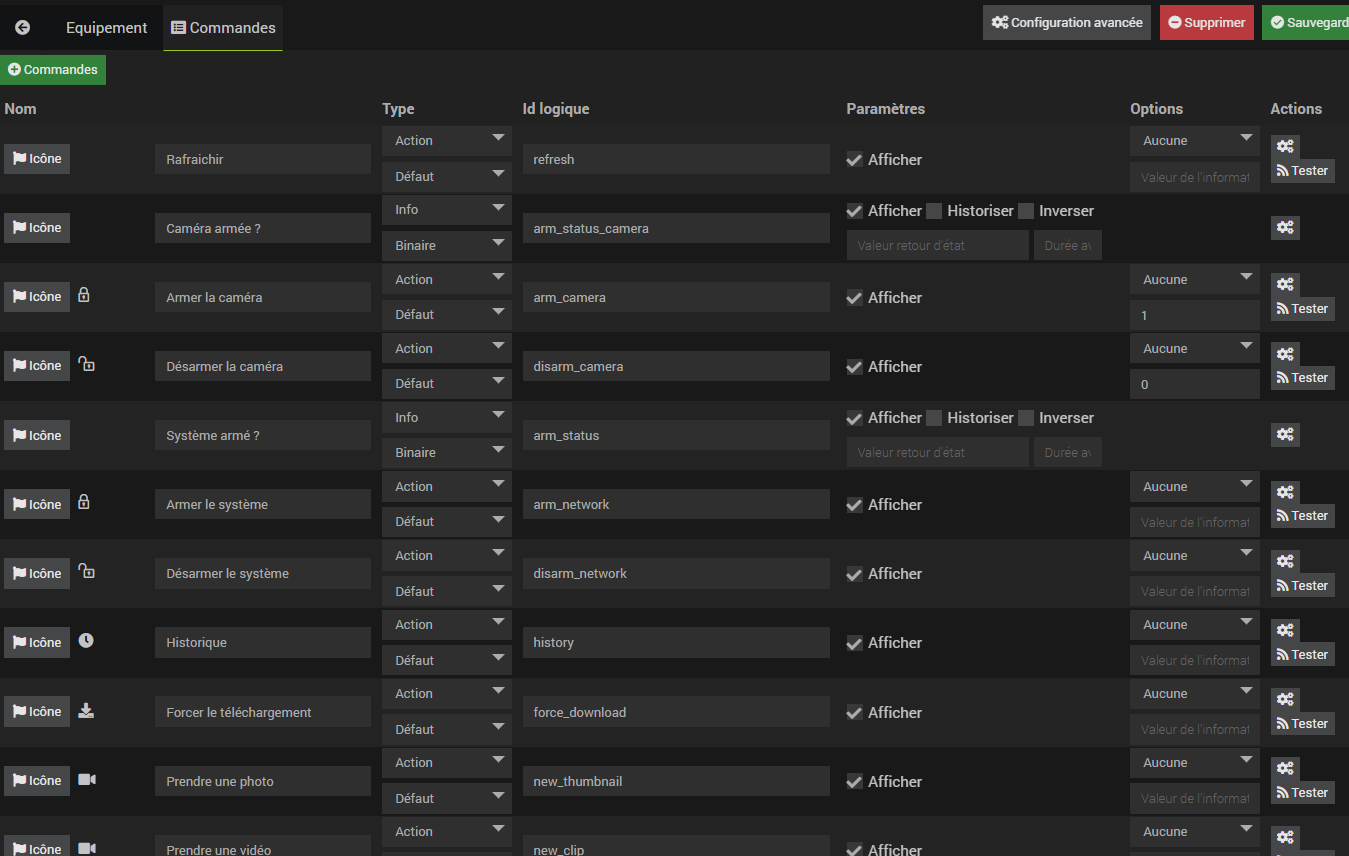 Equipement Commandes Configuration avancée Supprimer Sauvegard
Commandes
Nom Type Id logique Paramètres Options Actions
Icône Rafraichir Action Défaut refresh Afficher Aucune Valeur de l'informat Tester
Icône Caméra armée ? Info Binaire arm_status_camera Afficher Historiser Inverser Valeur retour d'état Durée av
Icône Armer la caméra Action Défaut arm_camera Afficher Aucune 1 Tester
Icône Désarmer la caméra Action Défaut disarm_camera Afficher Aucune 0 Tester
Icône Système armé ? Info Binaire arm_status Afficher Historiser Inverser Valeur retour d'état Durée av
Icône Armer le système Action Défaut arm_network Afficher Aucune Valeur de l'informat Tester
Icône Désarmer le système Action Défaut disarm_network Afficher Aucune Valeur de l'informat Tester
Icône Historique Action Défaut history Afficher Aucune Valeur de l'informat Tester
Icône Forcer le téléchargement Action Défaut force_download Afficher Aucune Valeur de l'informat Tester
Icône Prendre une photo Action Défaut new_thumbnail Afficher Aucune Valeur de l'informat Tester
Icône Prendre une vidéo Action new_clip Afficher Aucune